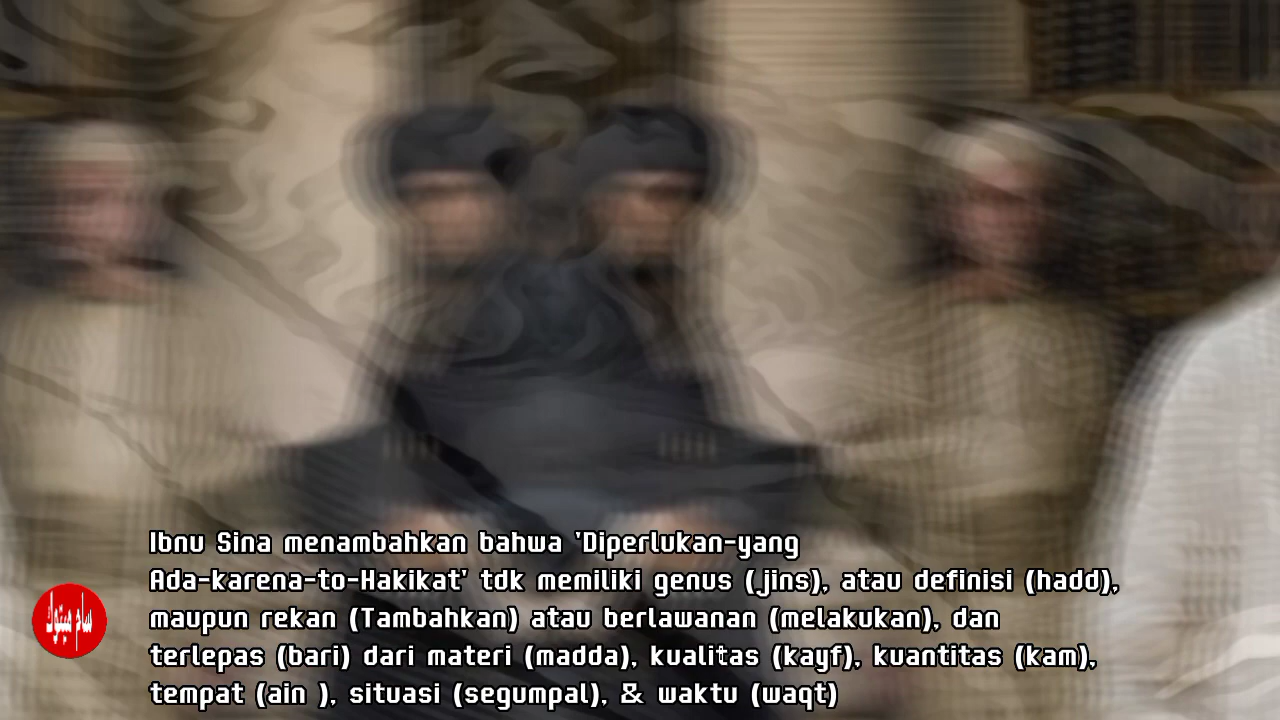 Ibnu Sina menambahkan bahwa 'Diperlukan-yang
Ada-karena-to-Hakikat' tdk memiliki genus (jins), atau definisi (hadd),
maupun rekan (Tambahkan) atau berlawanan (melakukan), dan
terlepas (bari) dari materi (madda), kualitas (kayf), kuantitas (kam),
tempat (ain ), situasi (segumpal), & waktu (waqt)